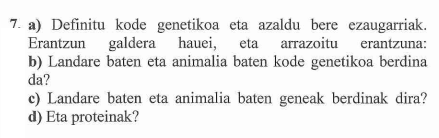 7. a) Definitu kode genetikoa eta azaldu bere ezaugarriak.
Erantzun galdera hauei, eta arrazoitu erantzuna:
b) Landare baten eta animalia baten kode genetikoa berdina
da?
c) Landare baten eta animalia baten geneak berdinak dira?
d) Eta proteinak?